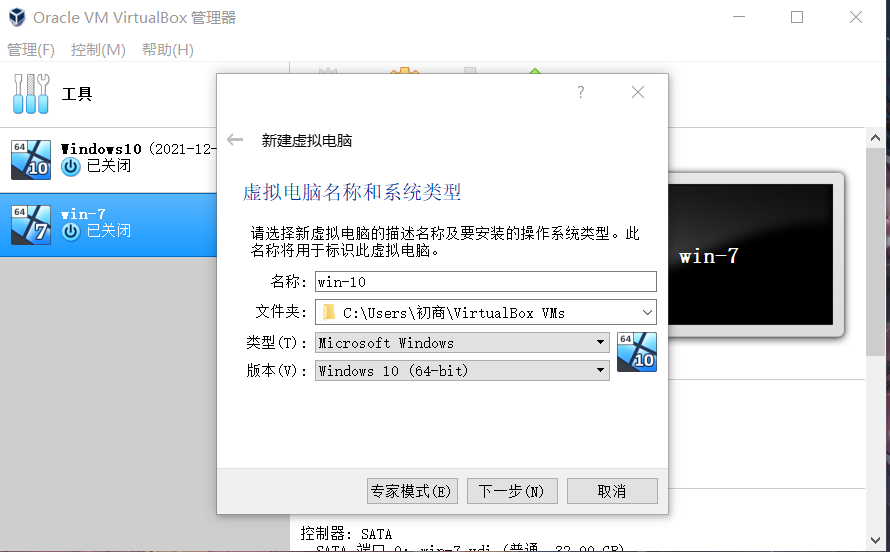 Oracle VM VirtualBox 管理器
管理(F) 控制(M) 帮助(H)
工具
64 10 Windows10 (2021-12-
已关闭
64 7 win-7
已关闭
?
新建虚拟电脑
虚拟电脑名称和系统类型
请选择新虚拟电脑的描述名称及要安装的操作系统类型。此
名称将用于标识此虚拟电脑。
名称: win-10
文件夹: C:\Users\初商\VirtualBox VMs
类型(T): Microsoft Windows
版本(V): Windows 10 (64-bit)
64 10
专家模式(E) 下一步(N) 取消
win-7
控制器: SATA
SATA 端口 0: win-7.vdi (普通, 32.00 GB)